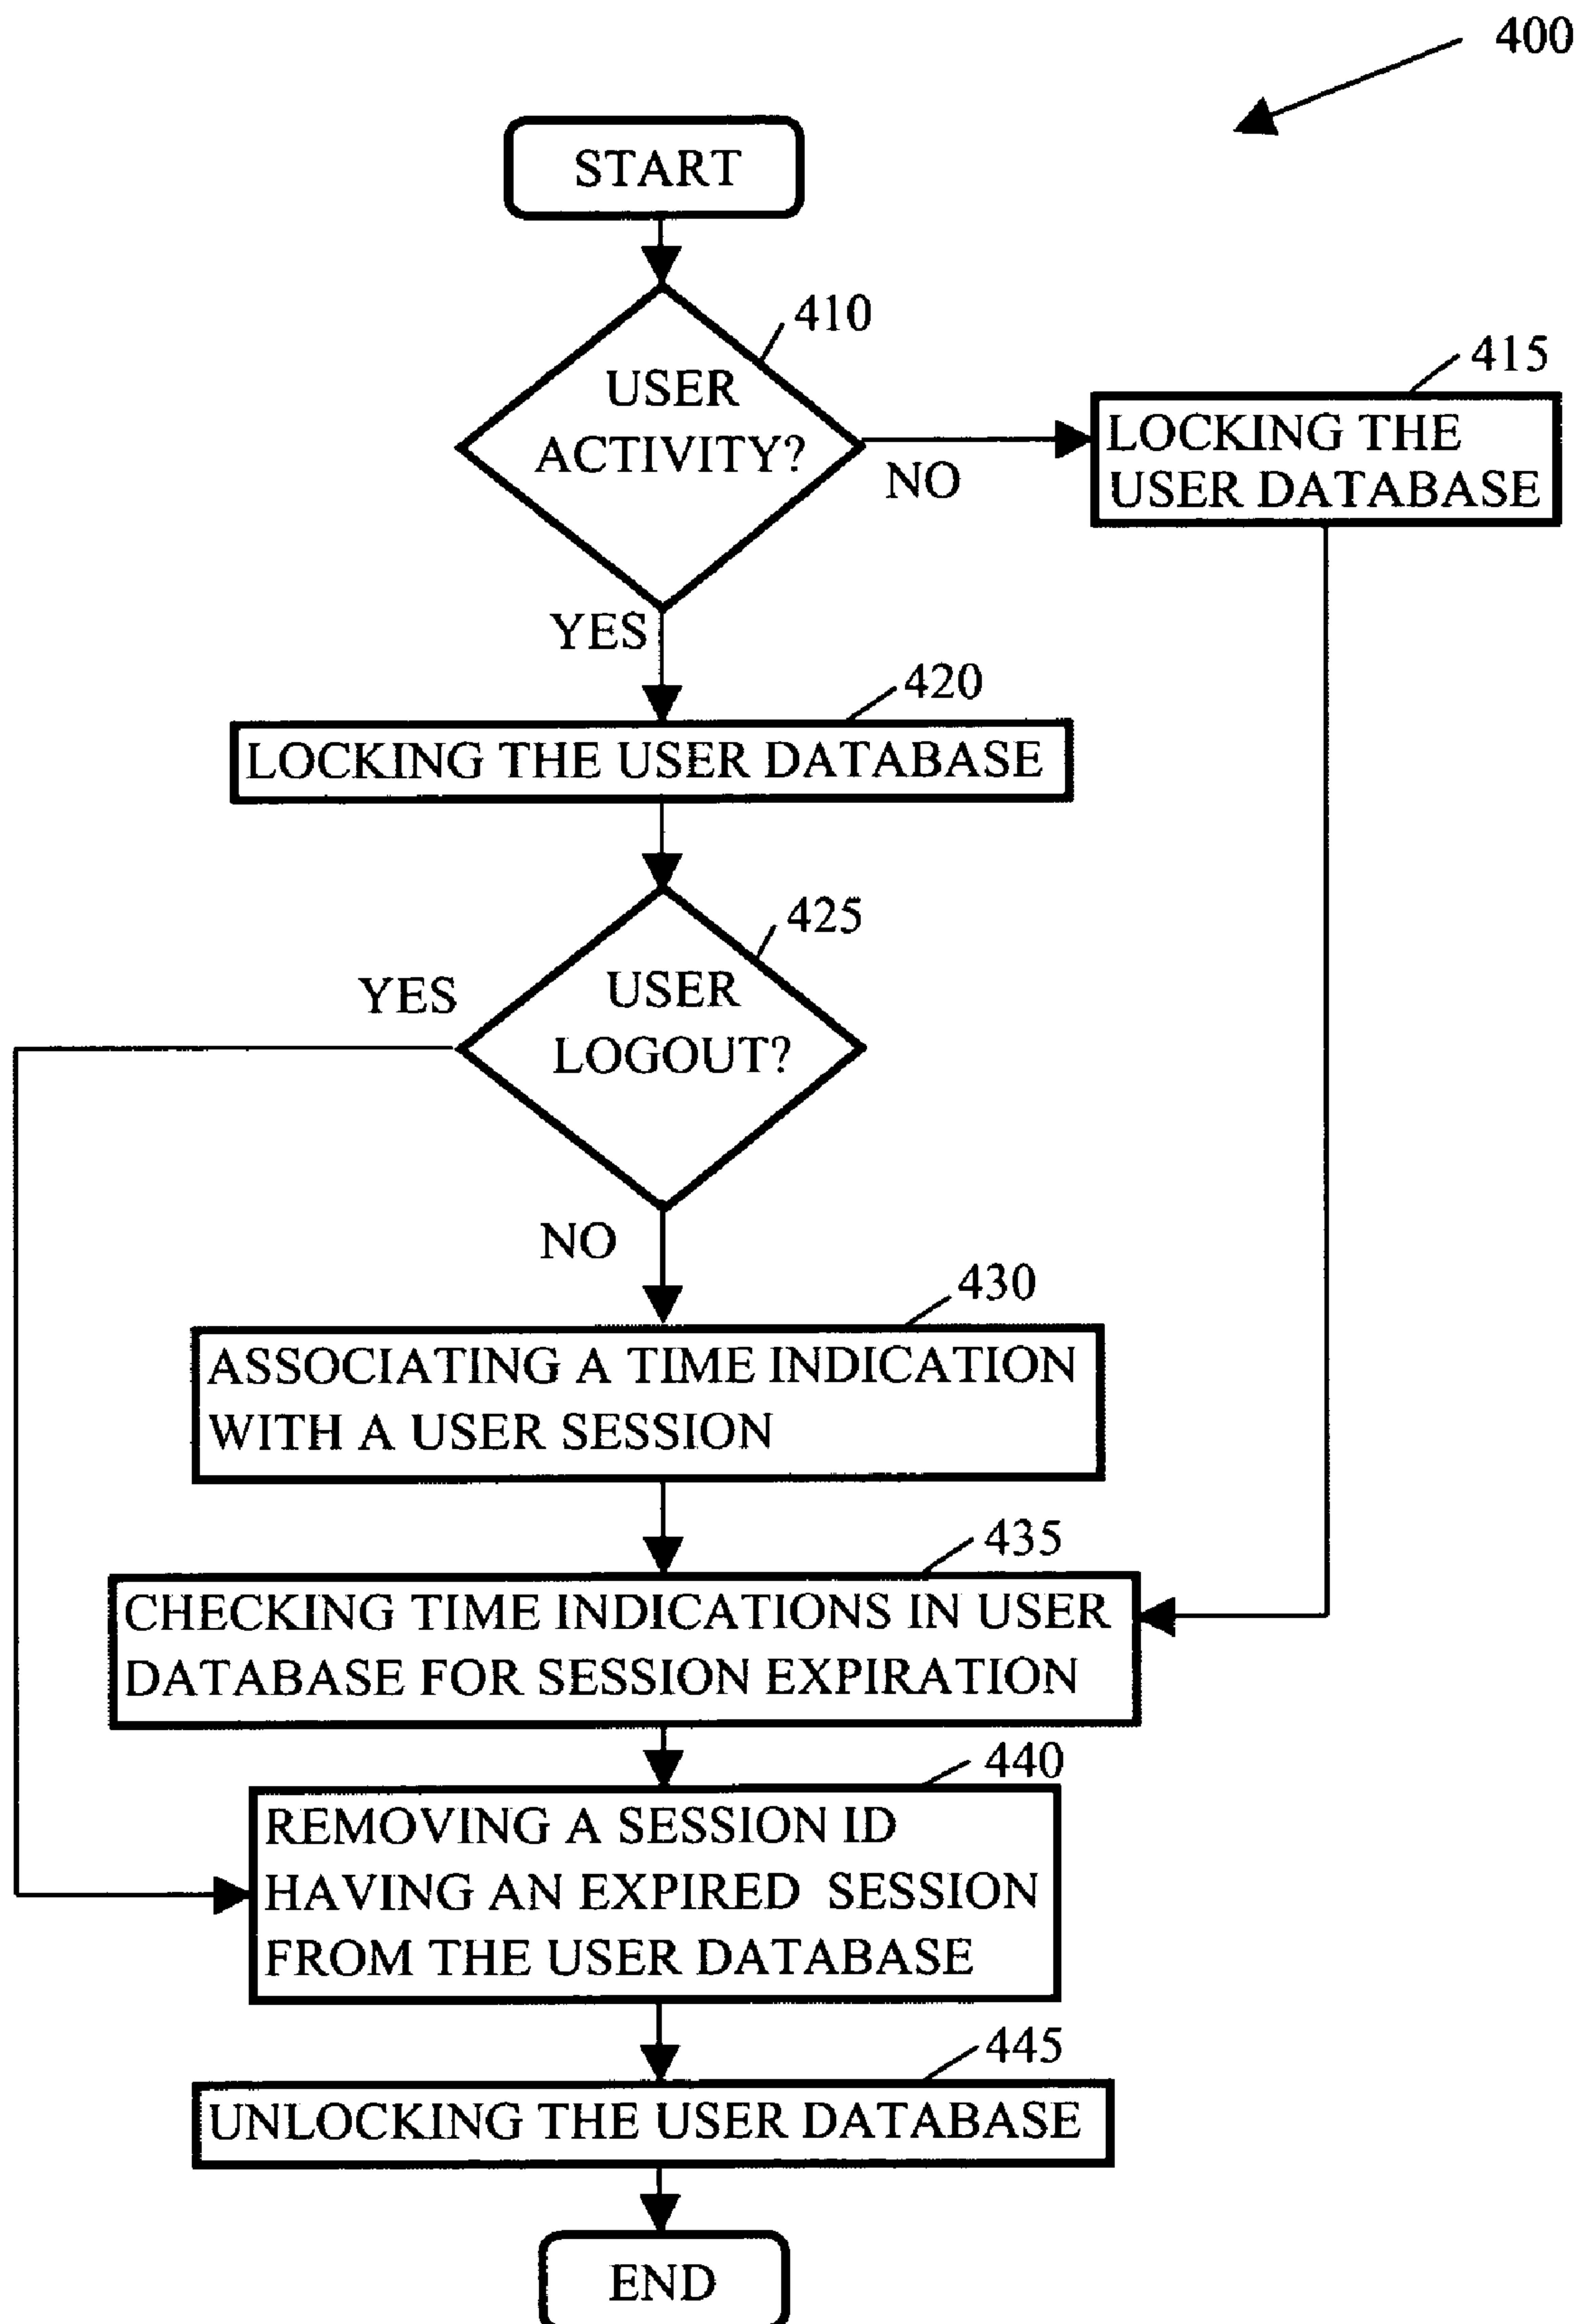 400
START
410
USER
ACTIVITY?
NO
415
LOCKING THE
USER DATABASE
YES
420
LOCKING THE USER DATABASE
425
YES
USER
LOGOUT?
NO
430
ASSOCIATING A TIME INDICATION
WITH A USER SESSION
435
CHECKING TIME INDICATIONS IN USER
DATABASE FOR SESSION EXPIRATION
440
REMOVING A SESSION ID
HAVING AN EXPIRED SESSION
FROM THE USER DATABASE
445
UNLOCKING THE USER DATABASE
END